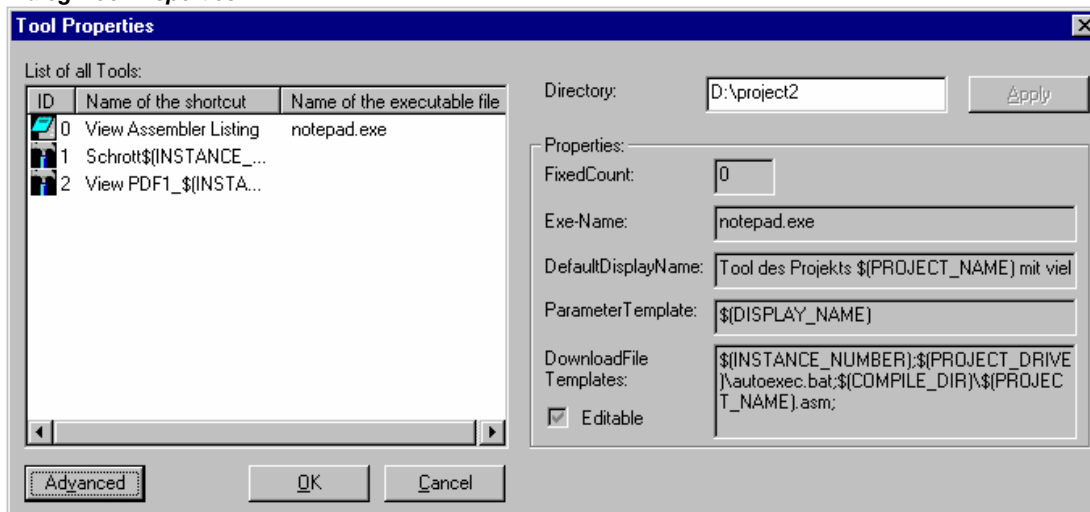 Tool Properties
List of all Tools:
ID Name of the shortcut Name of the executable file
0 View Assembler Listing notepad.exe
1 Schrott$(INSTANCE_...
2 View PDF1_$(INSTA...
Advanced
OK
Cancel
Directory: D:\project2 Apply
Properties:
FixedCount: 0
Exe-Name: notepad.exe
DefaultDisplayName: Tool des Projekts $(PROJECT_NAME) mit viel
ParameterTemplate: $(DISPLAY_NAME)
DownloadFile
Templates:
$(INSTANCE_NUMBER);$(PROJECT_DRIVE
)\autoexec.bat;$(COMPILE_DIR)\$(PROJEC
T_NAME).asm;
Editable